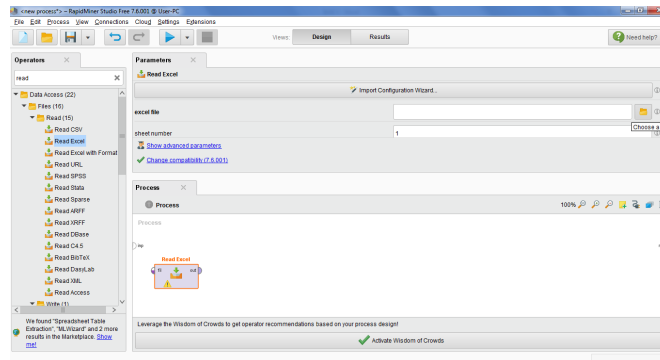 <new process*> – RapidMiner Studio Free 7.6.001 @ User-PC
File Edit Process View Connections Cloud Settings Extensions
Views: Design Results Need help?
Operators
read
Data Access (22)
Files (16)
Read (15)
Read CSV
Read Excel
Read Excel with Format
Read URL
Read SPSS
Read Stata
Read Sparse
Read ARFF
Read XRFF
Read DBase
Read C4.5
Read BibTeX
Read DasyLab
Read XML
Read Access
Write (1)
We found "Spreadsheet Table
Extraction", "MLWizard" and 2 more
results in the Marketplace. Show
me!
Parameters
Read Excel
Import Configuration Wizard...
excel file
Choose a
sheet number 1
Show advanced parameters
Change compatibility (7.6.001)
Process
Process 100%
Process
inp
Read Excel
fil out
Leverage the Wisdom of Crowds to get operator recommendations based on your process design!
Activate Wisdom of Crowds